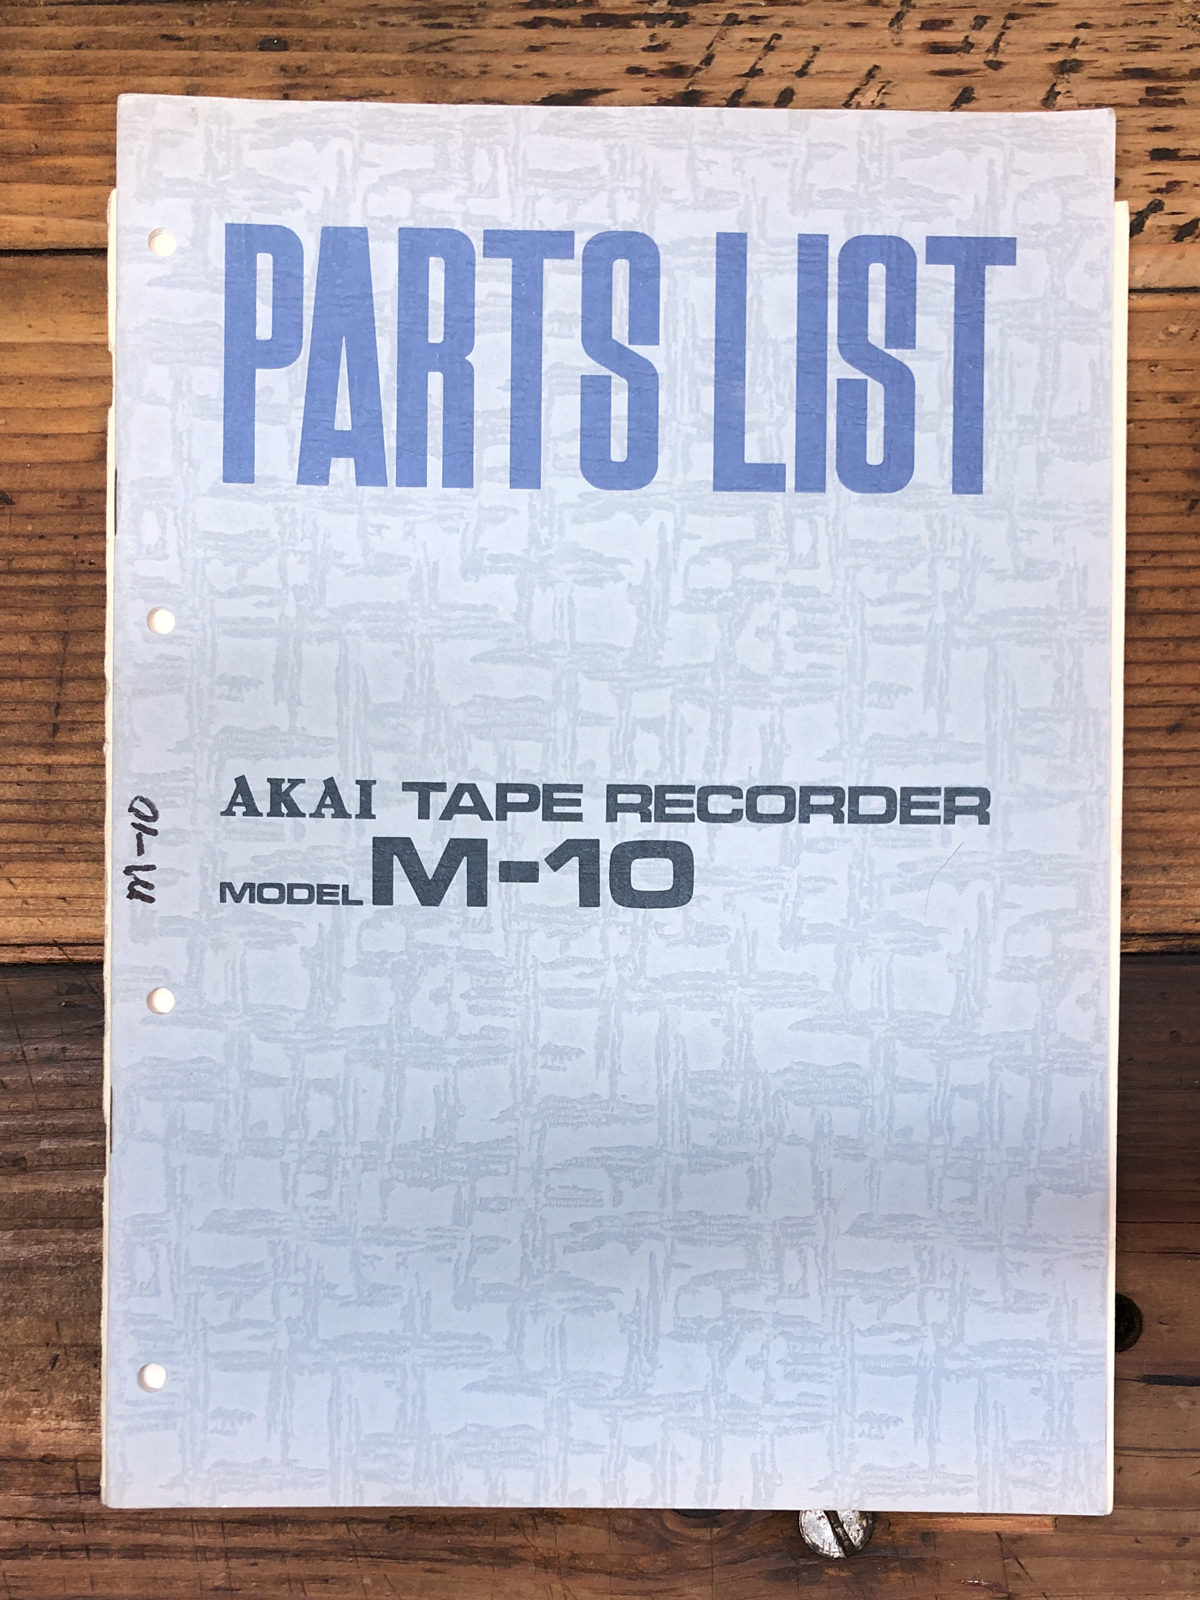 PARTS LIST
AKAI TAPE RECORDER
MODEL M-10
M-10